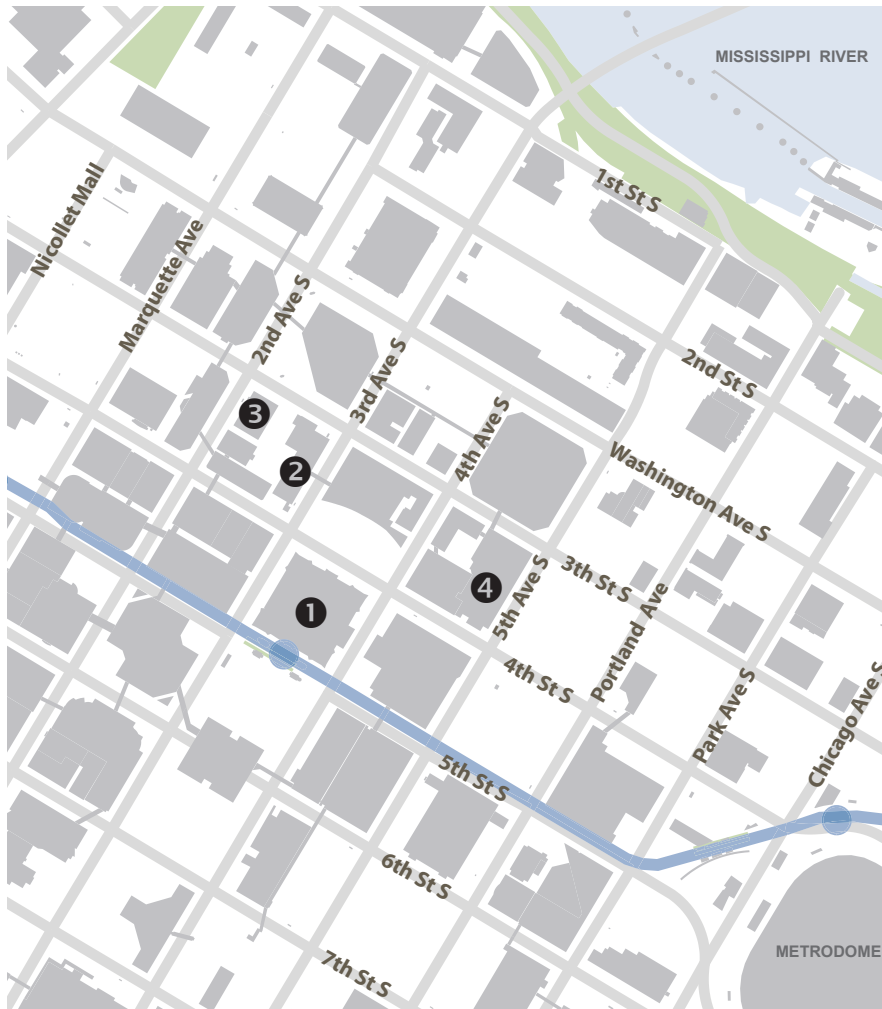 MISSISSIPPI RIVER
1st St S
Nicollet Mall
Marquette Ave
2nd Ave S
3rd Ave S
2nd St S
3
4th Ave S
2
Washington Ave S
3th St S
4
5th Ave S
1
Portland Ave
4th St S
Park Ave S
Chicago Ave S
5th St S
6th St S
7th St S
METRODOME